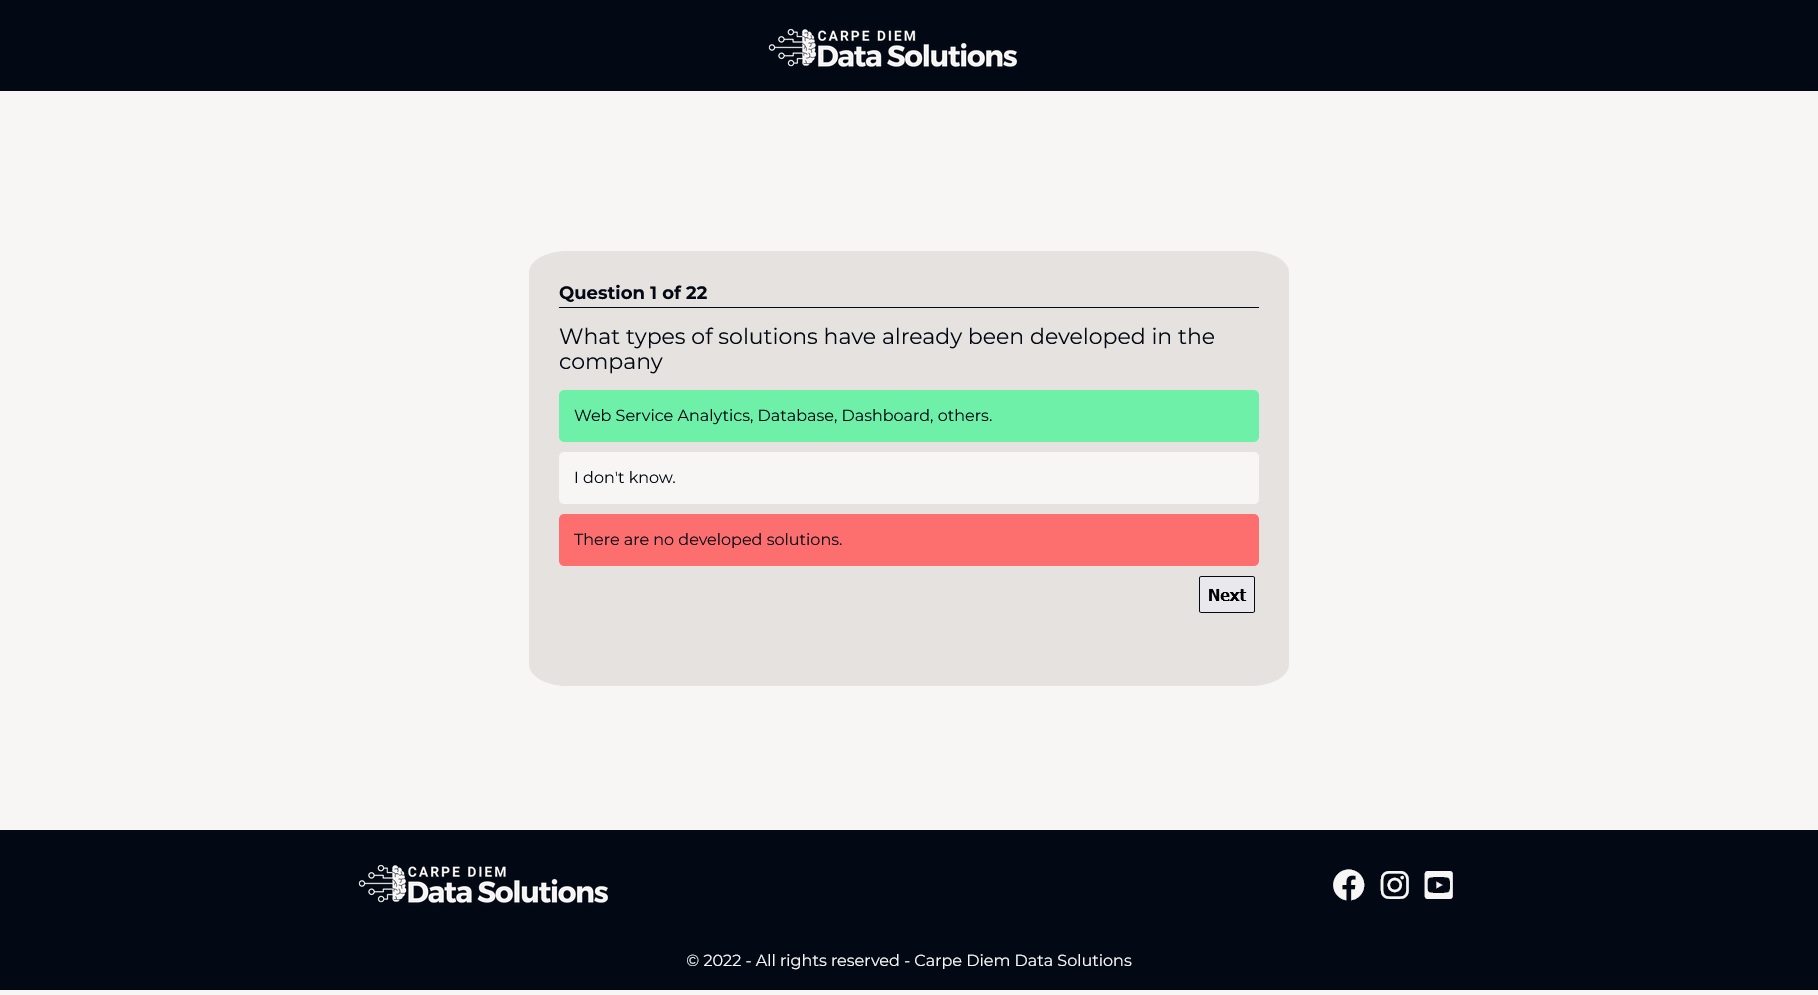 CARPE DIEM
Data Solutions
Question 1 of 22
What types of solutions have already been developed in the
company
Web Service Analytics, Database, Dashboard, others.
I don't know.
There are no developed solutions.
Next
CARPE DIEM
Data Solutions
© 2022 - All rights reserved - Carpe Diem Data Solutions